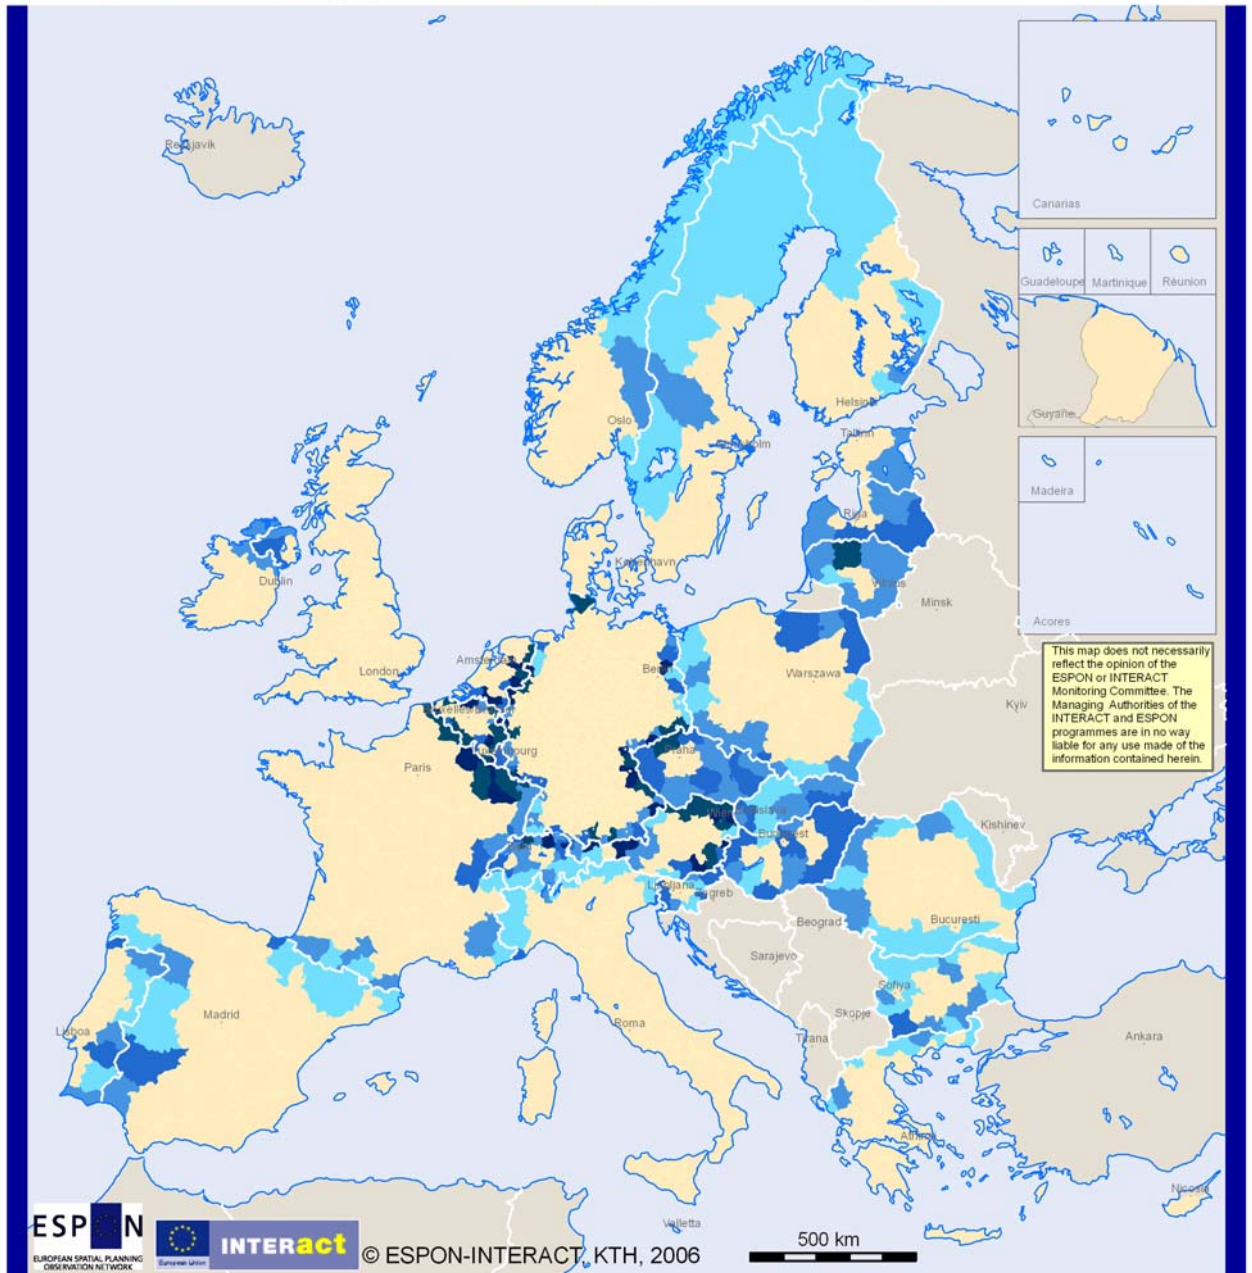 Reykjavik
Canarias
Guadeloupe
Martinique
Réunion
Guyane
Helsinki
Oslo
Tallinn
Stockholm
Madeira
Riga
København
Dublin
Vilnius
Minsk
Acores
London
Amsterdam
Berlin
Warszawa
This map does not necessarily
reflect the opinion of the
ESPON or INTERACT
Monitoring Committee. The
Managing Authorities of the
INTERACT and ESPON
programmes are in no way
liable for any use made of the
information contained herein.
Kyiv
Luxembourg
Praha
Paris
Wien
Bratislava
Budapest
Kishinev
Ljubljana
Zagreb
Beograd
Bucuresti
Sarajevo
Sofiya
Madrid
Lisboa
Roma
Skopje
Tirana
Ankara
Athinai
Nicosia
Valletta
ESPON
EUROPEAN SPATIAL PLANNING
OBSERVATION NETWORK
European Union
INTERact
© ESPON-INTERACT, KTH, 2006
500 km